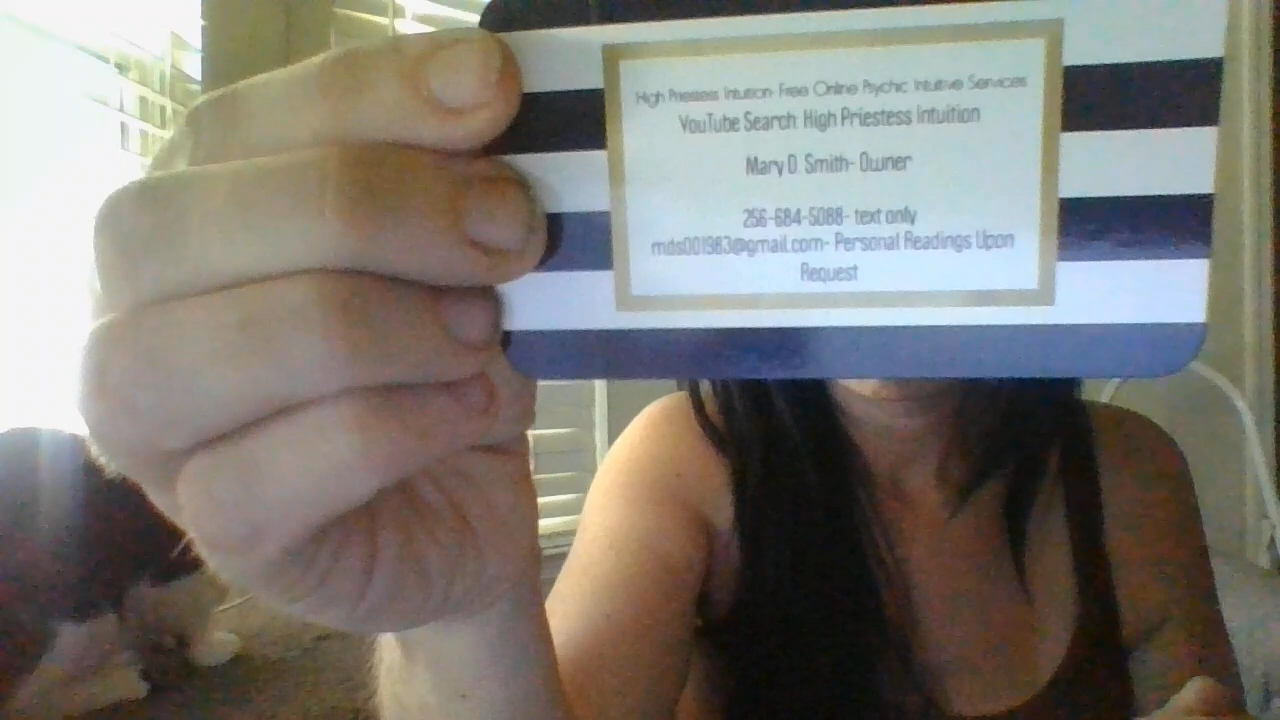 High Priestess Intuition- Free Online Psychic Intuitive Services
YouTube Search: High Priestess Intuition
Mary D. Smith- Owner
256-684-5088- text only
mds001983@gmail.com- Personal Readings Upon
Request